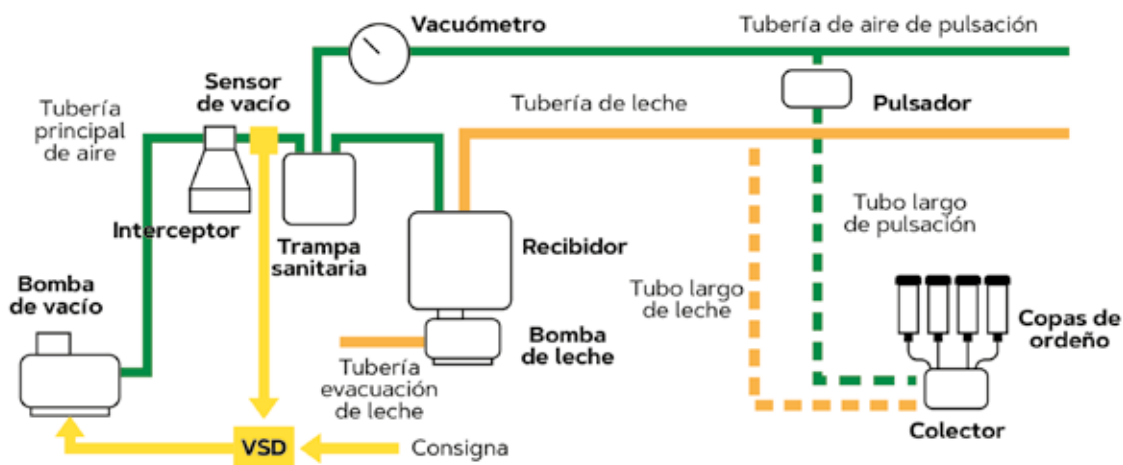 Vacuómetro
Tubería de aire de pulsación
Sensor
de vacío
Tubería
principal
de aire
Tubería de leche
Pulsador
Interceptor
Trampa
sanitaria
Recibidor
Tubo largo
de pulsación
Bomba
de vacío
Tubo largo
de leche
Copas de
ordeño
Bomba
de leche
Tubería
evacuación
de leche
Colector
VSD
Consigna